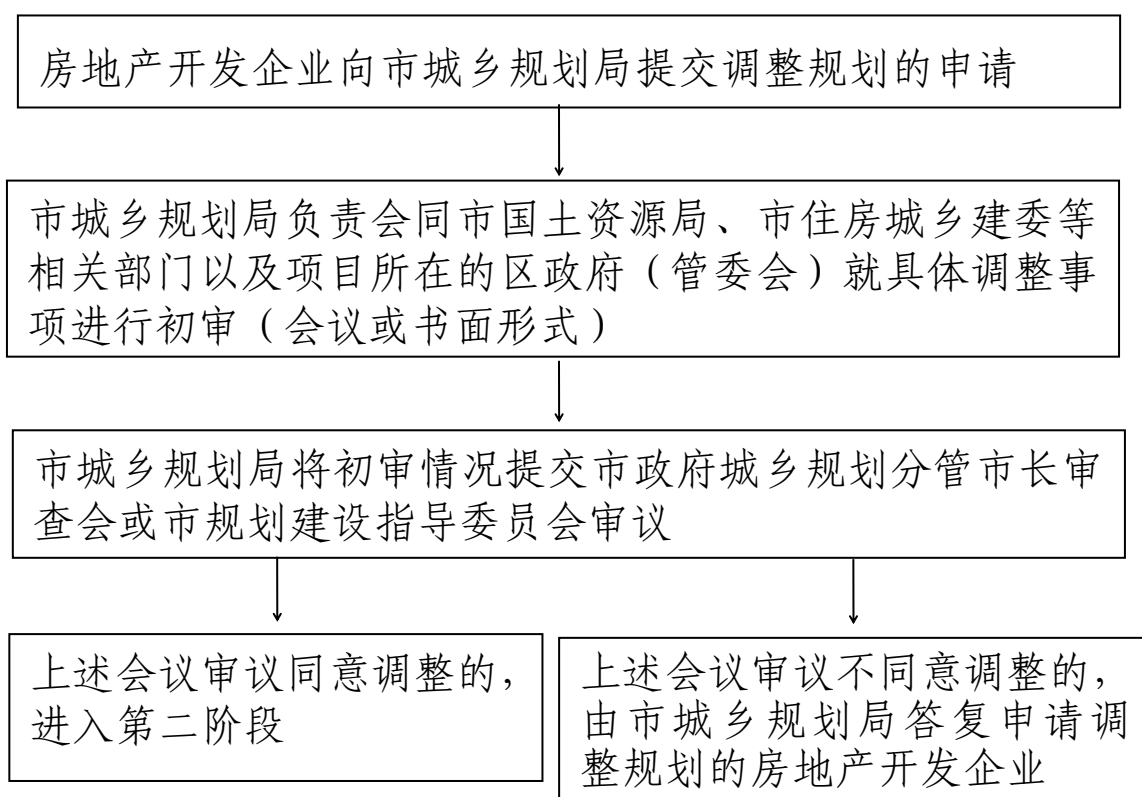 房地产开发企业向市城乡规划局提交调整规划的申请
市城乡规划局负责会同市国土资源局、市住房城乡建委等
相关部门以及项目所在的区政府（管委会）就具体调整事
项进行初审（会议或书面形式）
市城乡规划局将初审情况提交市政府城乡规划分管市长审
查会或市规划建设指导委员会审议
上述会议审议同意调整的，
进入第二阶段
上述会议审议不同意调整的，
由市城乡规划局答复申请调
整规划的房地产开发企业